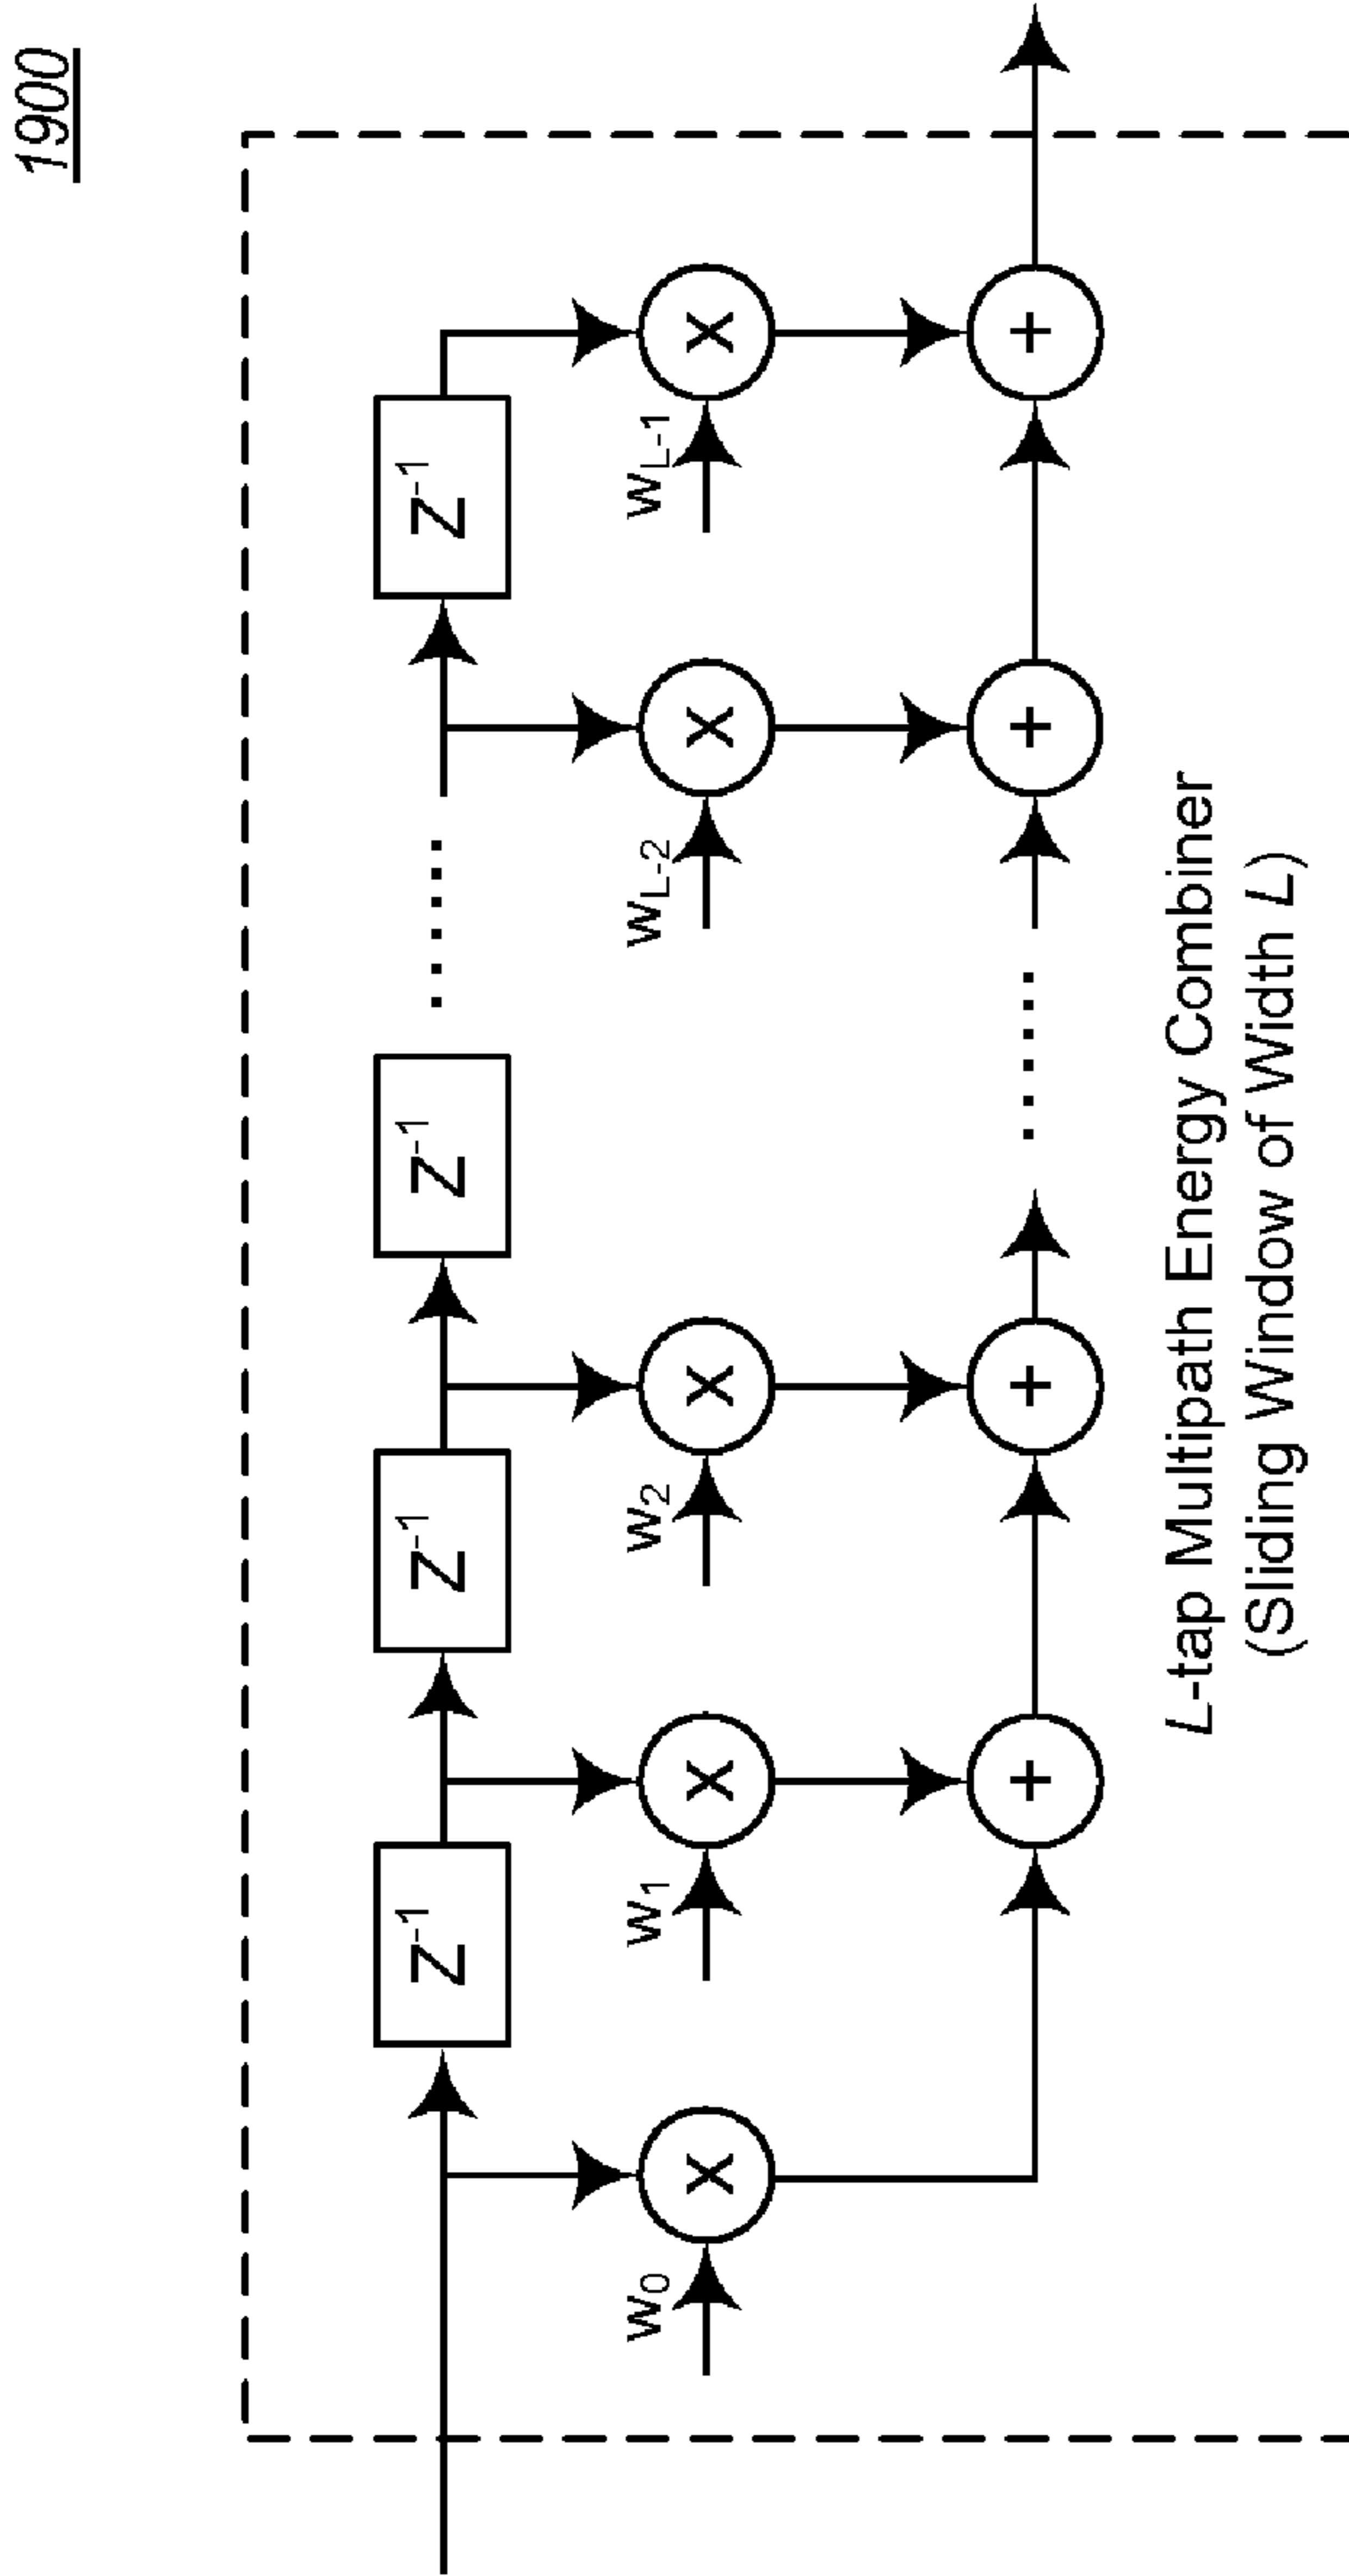 1900
Z-1 Z-1 Z-1 ...... Z-1
w0 w1 w2 wL-2 wL-1
X X X X X
+ + ...... + +
L-tap Multipath Energy Combiner
(Sliding Window of Width L)